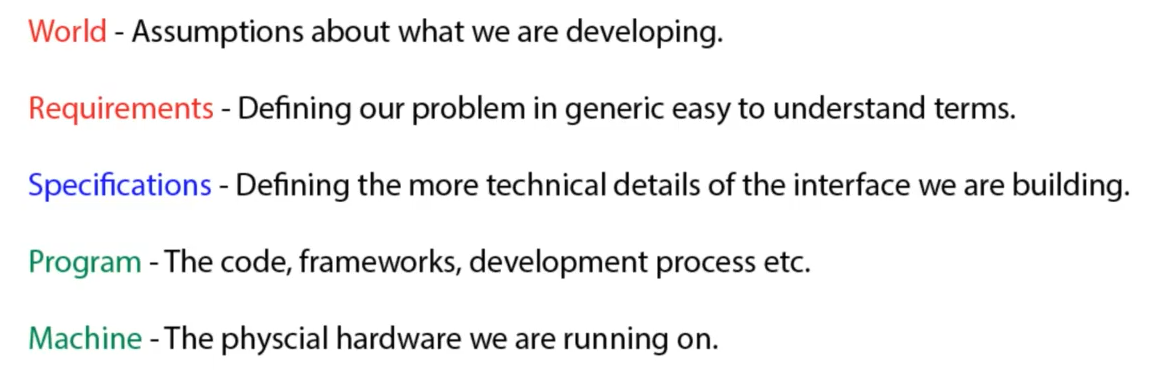 World - Assumptions about what we are developing.
Requirements - Defining our problem in generic easy to understand terms.
Specifications - Defining the more technical details of the interface we are building.
Program - The code, frameworks, development process etc.
Machine - The physcial hardware we are running on.